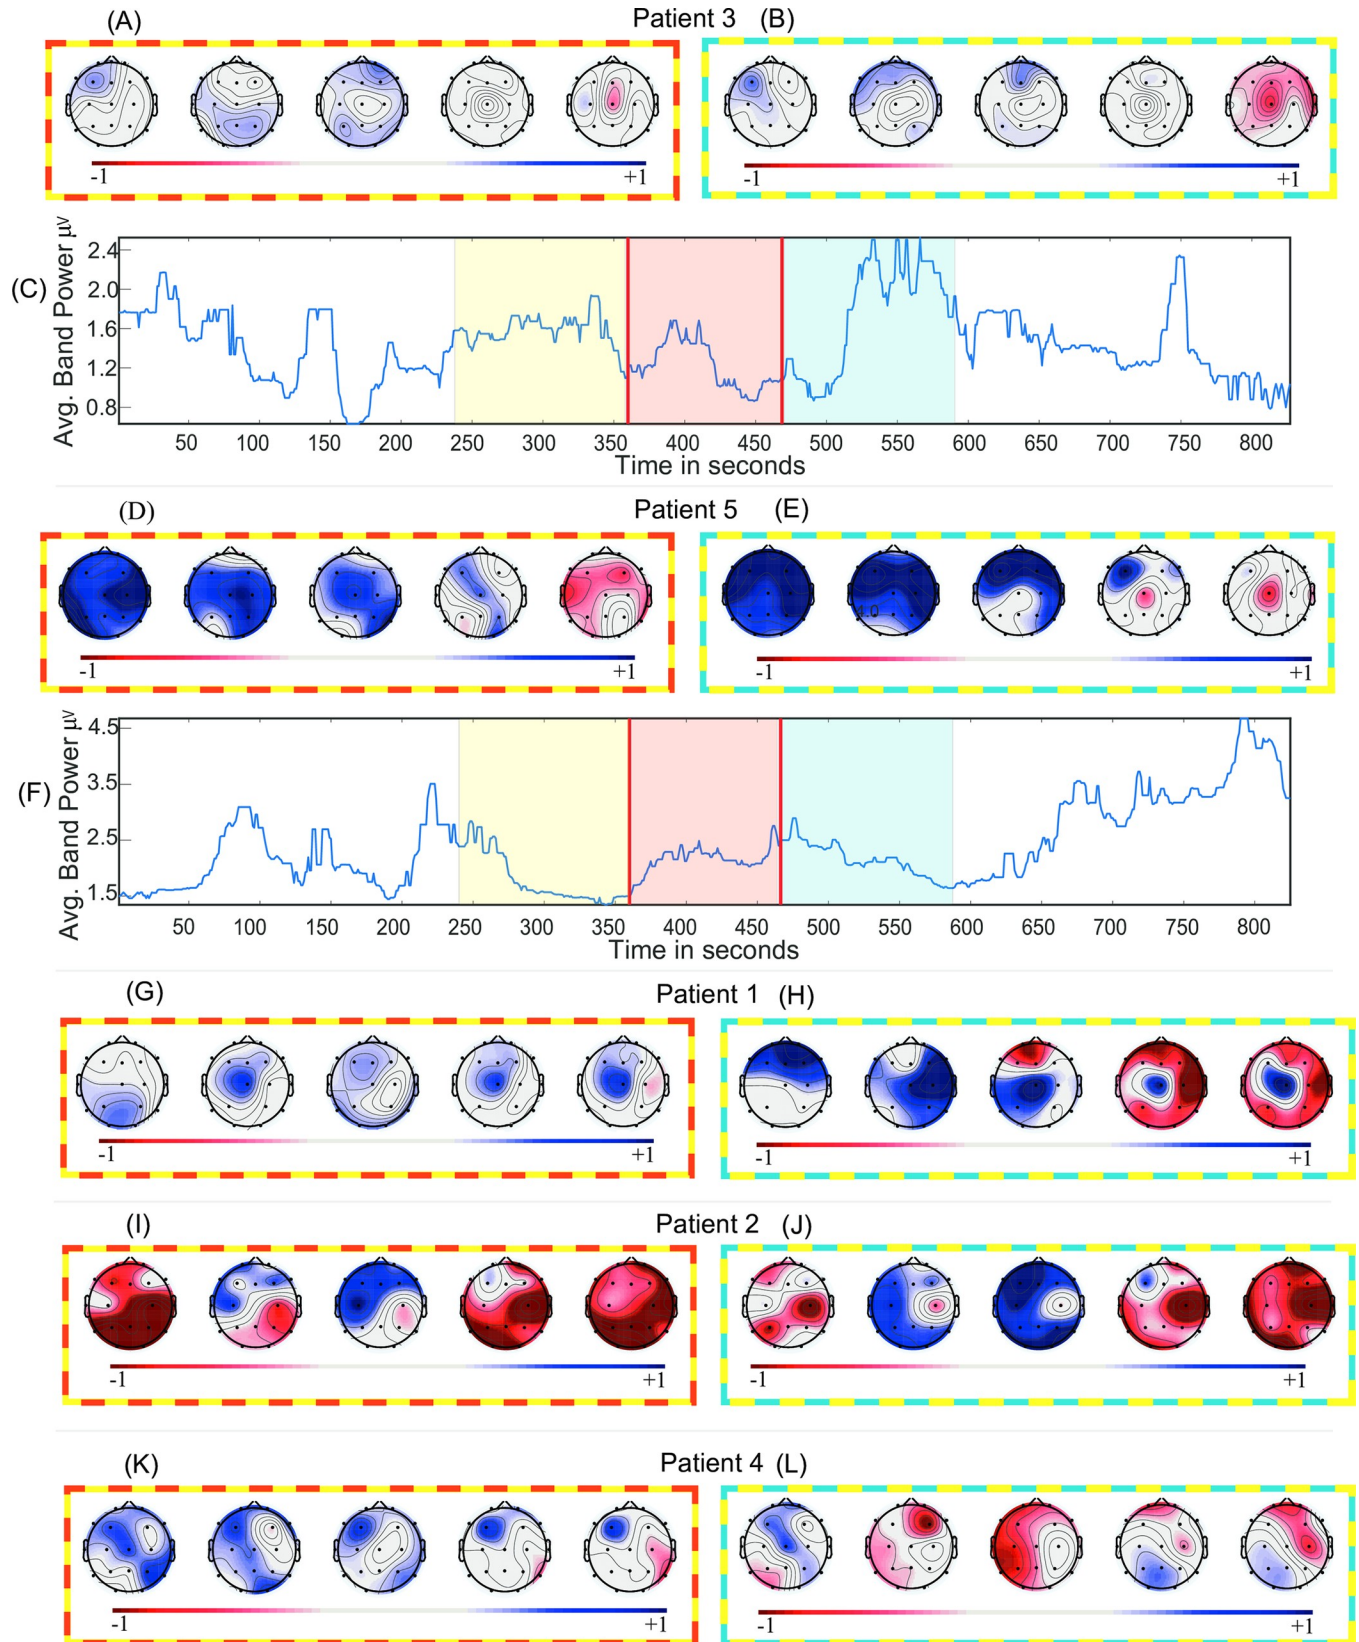 (A) Patient 3 (B)
-1 +1 -1 +1
(C)
Avg. Band Power μV
2.4
2.0
1.6
1.2
0.8
50 100 150 200 250 300 350 400 450 500 550 600 650 700 750 800
Time in seconds
(D) Patient 5 (E)
4.0
-1 +1 -1 +1
(F)
Avg. Band Power μV
4.5
3.5
2.5
1.5
50 100 150 200 250 300 350 400 450 500 550 600 650 700 750 800
Time in seconds
(G) Patient 1 (H)
-1 +1 -1 +1
(I) Patient 2 (J)
-1 +1 -1 +1
(K) Patient 4 (L)
-1 +1 -1 +1